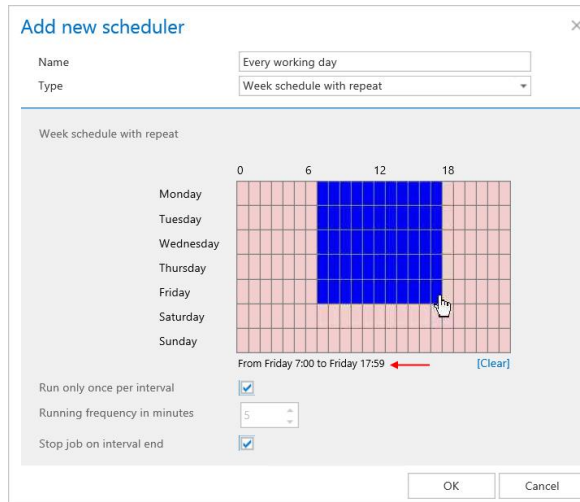 Add new scheduler
Name Every working day
Type Week schedule with repeat
Week schedule with repeat
0 6 12 18
Monday
Tuesday
Wednesday
Thursday
Friday
Saturday
Sunday
From Friday 7:00 to Friday 17:59 [Clear]
Run only once per interval
Running frequency in minutes 5
Stop job on interval end
OK Cancel